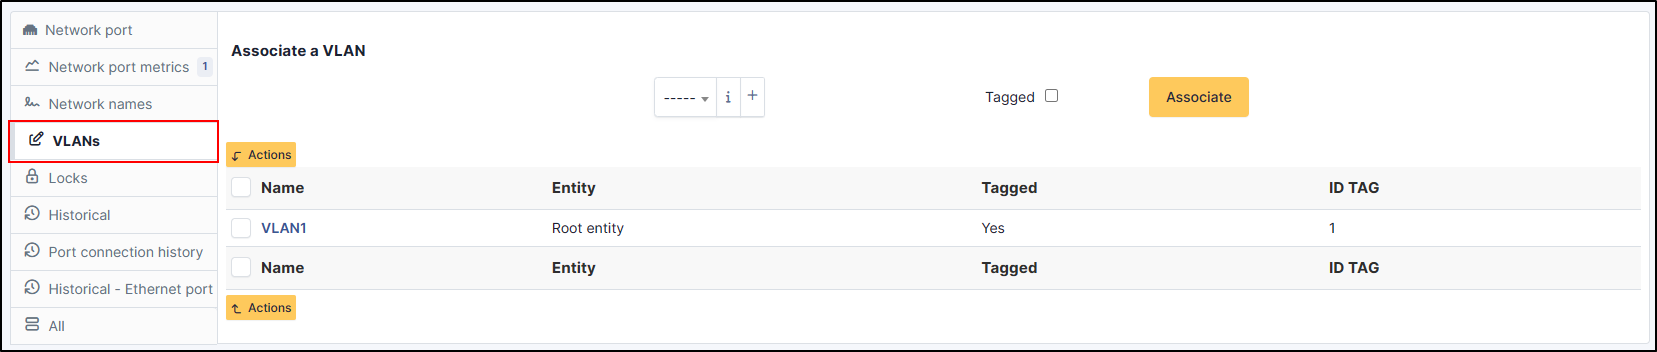 Network port
Network port metrics 1
Network names
VLANs
Locks
Historical
Port connection history
Historical - Ethernet port
All
Associate a VLAN
----- i + Tagged Associate
Actions
Name Entity Tagged ID TAG
VLAN1 Root entity Yes 1
Name Entity Tagged ID TAG
Actions